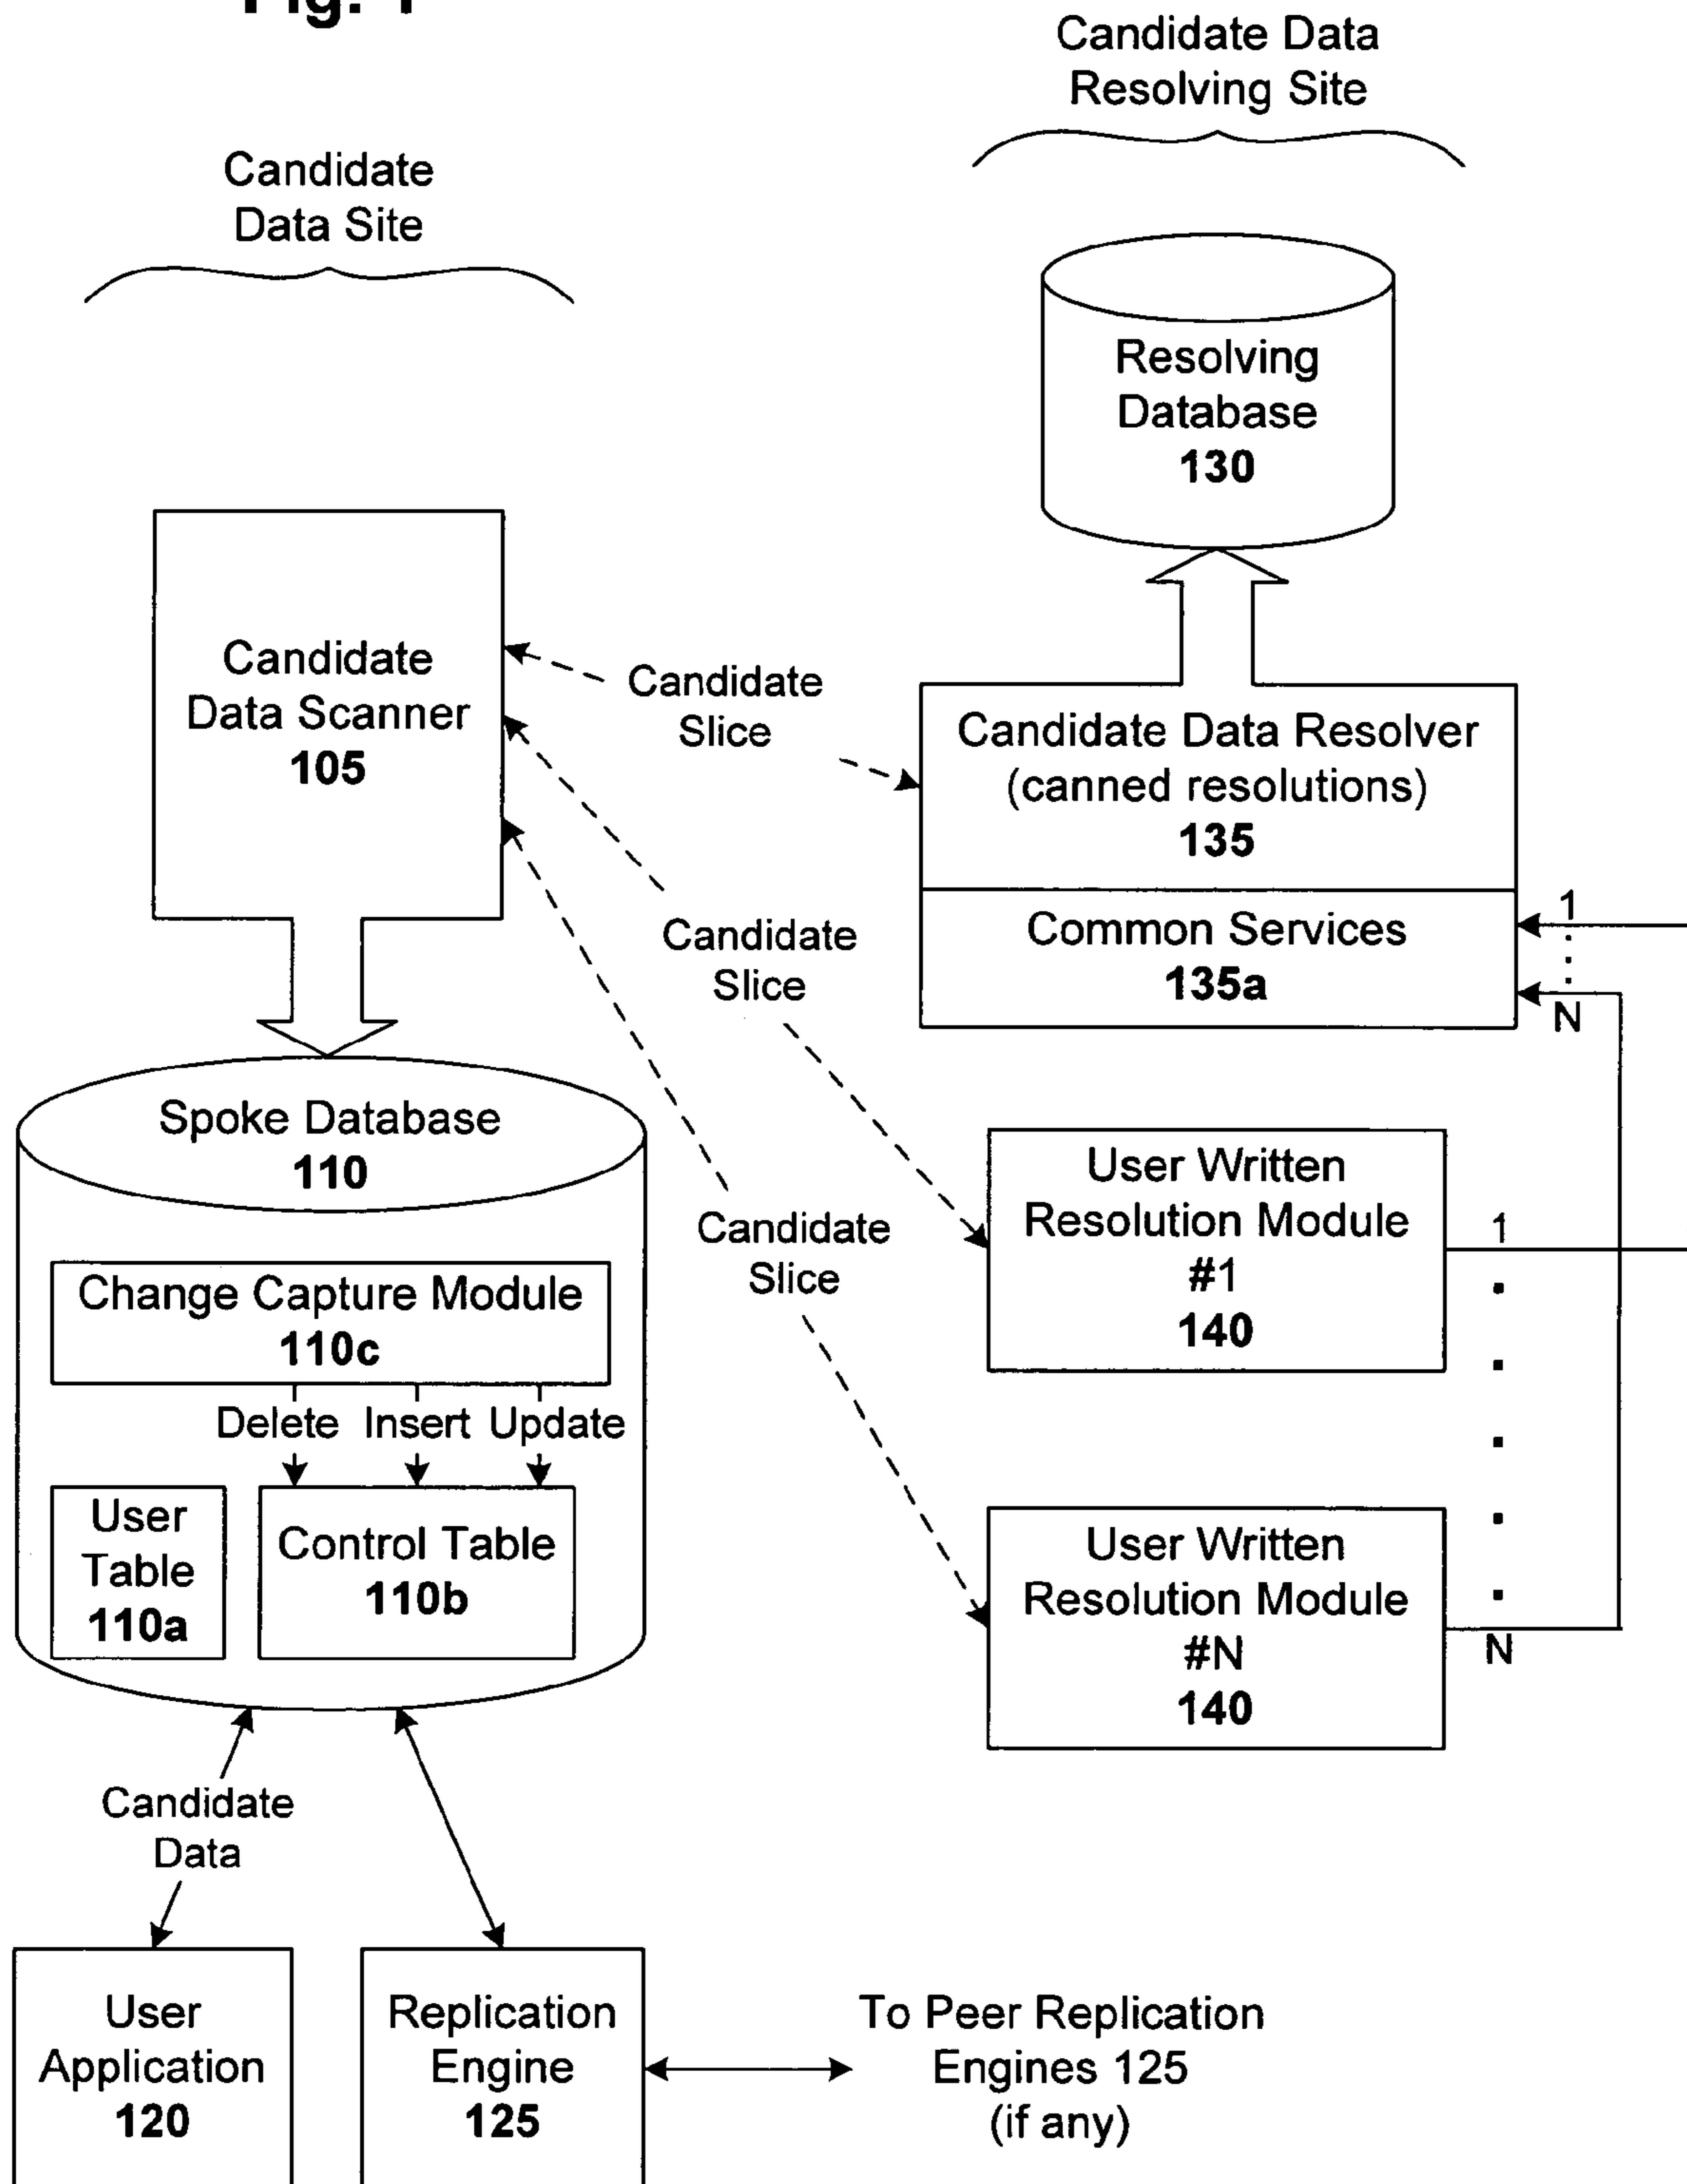 Fig. 1
Candidate Data
Resolving Site
Candidate
Data Site
Resolving
Database
130
Candidate
Data Scanner
105
Candidate
Slice
Candidate Data Resolver
(canned resolutions)
135
Common Services
135a
1
N
Candidate
Slice
Spoke Database
110
User Written
Resolution Module
#1
140
1
Candidate
Slice
Change Capture Module
110c
Delete Insert Update
User
Table
110a
Control Table
110b
User Written
Resolution Module
#N
140
N
Candidate
Data
User
Application
120
Replication
Engine
125
To Peer Replication
Engines 125
(if any)